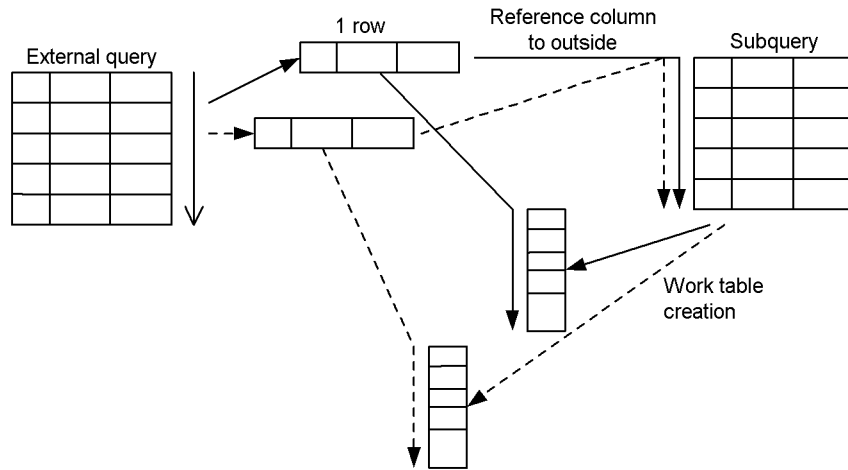 External query
1 row
Reference column
to outside
Subquery
Work table
creation